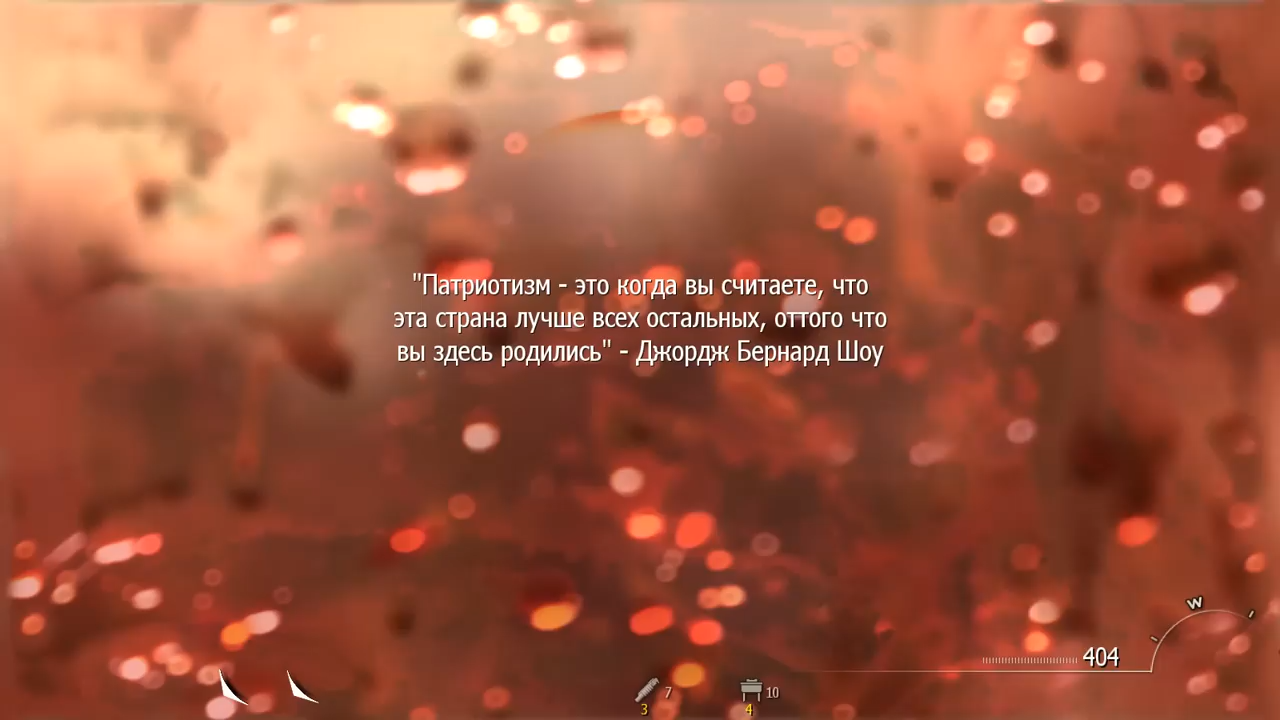 "Патриотизм - это когда вы считаете, что
эта страна лучше всех остальных, оттого что
вы здесь родились" - Джордж Бернард Шоу
W
404
7
10
3
4